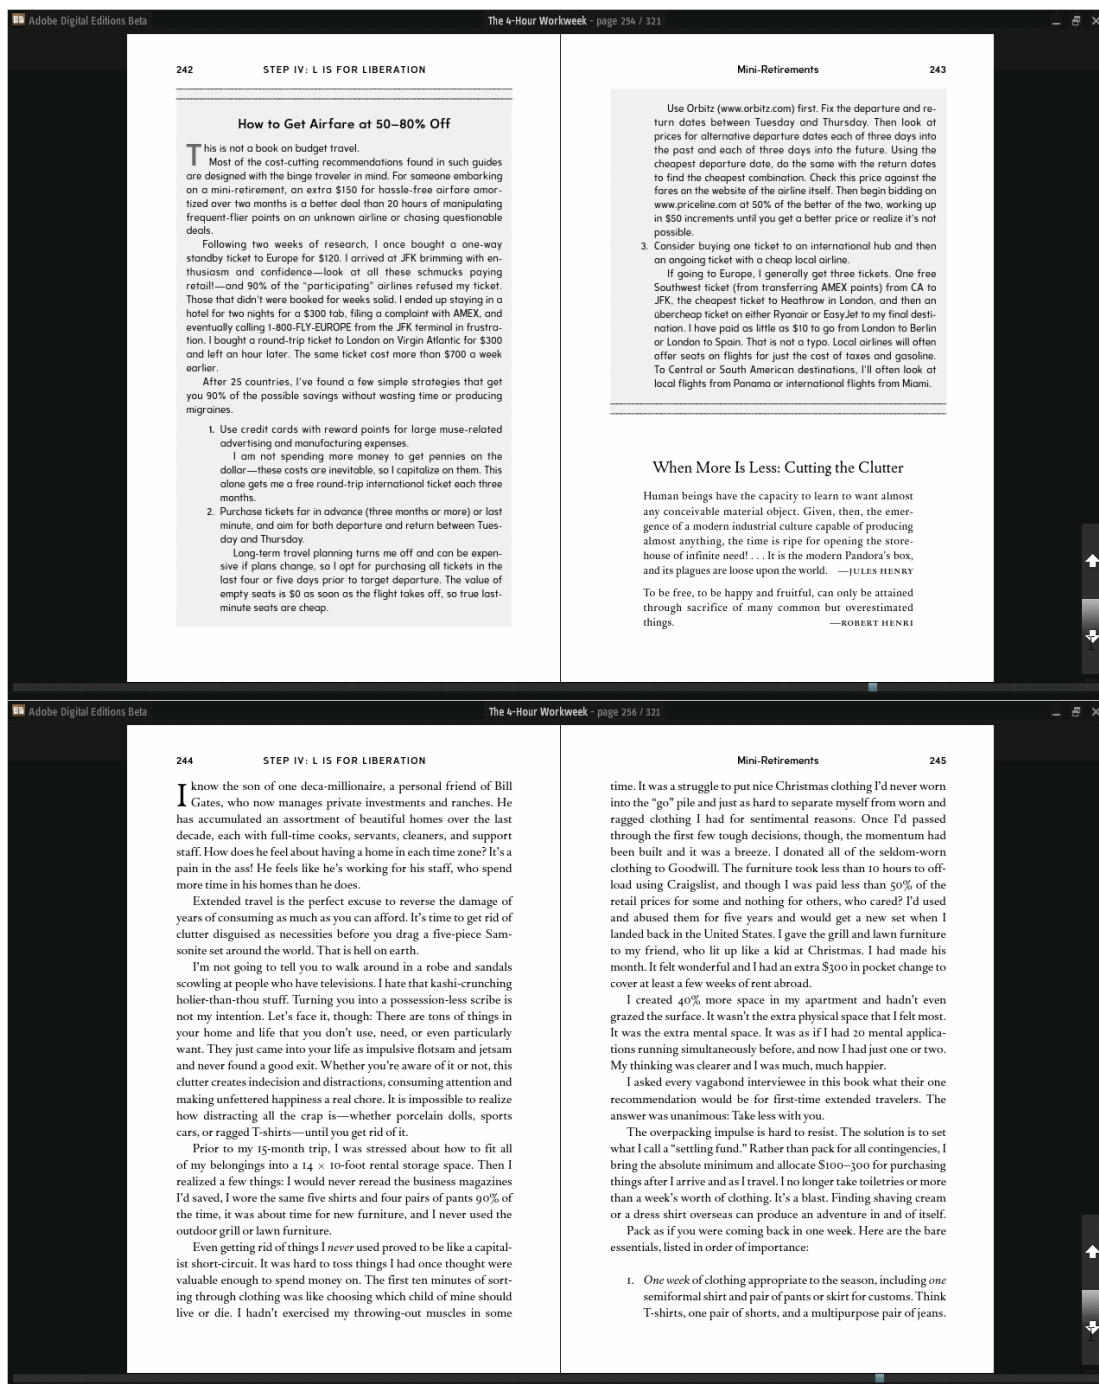 Adobe Digital Editions Beta
The 4-Hour Workweek - page 254 / 321
242 STEP IV: L IS FOR LIBERATION
How to Get Airfare at 50–80% Off
This is not a book on budget travel.
Most of the cost-cutting recommendations found in such guides
are designed with the binge traveler in mind. For someone embarking
on a mini-retirement, an extra $150 for hassle-free airfare amor-
tized over two months is a better deal than 20 hours of manipulating
frequent-flier points on an unknown airline or chasing questionable
deals.
Following two weeks of research, I once bought a one-way
standby ticket to Europe for $120. I arrived at JFK brimming with en-
thusiasm and confidence—look at all these schmucks paying
retail!—and 90% of the “participating” airlines refused my ticket.
Those that didn’t were booked for weeks solid. I ended up staying in a
hotel for two nights for a $300 tab, filing a complaint with AMEX, and
eventually calling 1-800-FLY-EUROPE from the JFK terminal in frustra-
tion. I bought a round-trip ticket to London on Virgin Atlantic for $300
and left an hour later. The same ticket cost more than $700 a week
earlier.
After 25 countries, I’ve found a few simple strategies that get
you 90% of the possible savings without wasting time or producing
migraines.
1. Use credit cards with reward points for large muse-related
advertising and manufacturing expenses.
I am not spending more money to get pennies on the
dollar—these costs are inevitable, so I capitalize on them. This
alone gets me a free round-trip international ticket each three
months.
2. Purchase tickets far in advance (three months or more) or last
minute, and aim for both departure and return between Tues-
day and Thursday.
Long-term travel planning turns me off and can be expen-
sive if plans change, so I opt for purchasing all tickets in the
last four or five days prior to target departure. The value of
empty seats is $0 as soon as the flight takes off, so true last-
minute seats are cheap.
Mini-Retirements 243
Use Orbitz (www.orbitz.com) first. Fix the departure and re-
turn dates between Tuesday and Thursday. Then look at
prices for alternative departure dates each of three days into
the past and each of three days into the future. Using the
cheapest departure date, do the same with the return dates
to find the cheapest combination. Check this price against the
fares on the website of the airline itself. Then begin bidding on
www.priceline.com at 50% of the better of the two, working up
in $50 increments until you get a better price or realize it’s not
possible.
3. Consider buying one ticket to an international hub and then
an ongoing ticket with a cheap local airline.
If going to Europe, I generally get three tickets. One free
Southwest ticket (from transferring AMEX points) from CA to
JFK, the cheapest ticket to Heathrow in London, and then an
übercheap ticket on either Ryanair or EasyJet to my final desti-
nation. I have paid as little as $10 to go from London to Berlin
or London to Spain. That is not a typo. Local airlines will often
offer seats on flights for just the cost of taxes and gasoline.
To Central or South American destinations, I’ll often look at
local flights from Panama or international flights from Miami.
When More Is Less: Cutting the Clutter
Human beings have the capacity to learn to want almost
any conceivable material object. Given, then, the emer-
gence of a modern industrial culture capable of producing
almost anything, the time is ripe for opening the store-
house of infinite need! . . . It is the modern Pandora’s box,
and its plagues are loose upon the world. —JULES HENRY
To be free, to be happy and fruitful, can only be attained
through sacrifice of many common but overestimated
things. —ROBERT HENRI
Adobe Digital Editions Beta
The 4-Hour Workweek - page 256 / 321
244 STEP IV: L IS FOR LIBERATION
I know the son of one deca-millionaire, a personal friend of Bill
Gates, who now manages private investments and ranches. He
has accumulated an assortment of beautiful homes over the last
decade, each with full-time cooks, servants, cleaners, and support
staff. How does he feel about having a home in each time zone? It’s a
pain in the ass! He feels like he’s working for his staff, who spend
more time in his homes than he does.
Extended travel is the perfect excuse to reverse the damage of
years of consuming as much as you can afford. It’s time to get rid of
clutter disguised as necessities before you drag a five-piece Sam-
sonite set around the world. That is hell on earth.
I’m not going to tell you to walk around in a robe and sandals
scowling at people who have televisions. I hate that kashi-crunching
holier-than-thou stuff. Turning you into a possession-less scribe is
not my intention. Let’s face it, though: There are tons of things in
your home and life that you don’t use, need, or even particularly
want. They just came into your life as impulsive flotsam and jetsam
and never found a good exit. Whether you’re aware of it or not, this
clutter creates indecision and distractions, consuming attention and
making unfettered happiness a real chore. It is impossible to realize
how distracting all the crap is—whether porcelain dolls, sports
cars, or ragged T-shirts—until you get rid of it.
Prior to my 15-month trip, I was stressed about how to fit all
of my belongings into a 14 × 10-foot rental storage space. Then I
realized a few things: I would never reread the business magazines
I’d saved, I wore the same five shirts and four pairs of pants 90% of
the time, it was about time for new furniture, and I never used the
outdoor grill or lawn furniture.
Even getting rid of things I never used proved to be like a capital-
ist short-circuit. It was hard to toss things I had once thought were
valuable enough to spend money on. The first ten minutes of sort-
ing through clothing was like choosing which child of mine should
live or die. I hadn’t exercised my throwing-out muscles in some
Mini-Retirements 245
time. It was a struggle to put nice Christmas clothing I’d never worn
into the “go” pile and just as hard to separate myself from worn and
ragged clothing I had for sentimental reasons. Once I’d passed
through the first few tough decisions, though, the momentum had
been built and it was a breeze. I donated all of the seldom-worn
clothing to Goodwill. The furniture took less than 10 hours to off-
load using Craigslist, and though I was paid less than 50% of the
retail prices for some and nothing for others, who cared? I’d used
and abused them for five years and would get a new set when I
landed back in the United States. I gave the grill and lawn furniture
to my friend, who lit up like a kid at Christmas. I had made his
month. It felt wonderful and I had an extra $300 in pocket change to
cover at least a few weeks of rent abroad.
I created 40% more space in my apartment and hadn’t even
grazed the surface. It wasn’t the extra physical space that I felt most.
It was the extra mental space. It was as if I had 20 mental applica-
tions running simultaneously before, and now I had just one or two.
My thinking was clearer and I was much, much happier.
I asked every vagabond interviewee in this book what their one
recommendation would be for first-time extended travelers. The
answer was unanimous: Take less with you.
The overpacking impulse is hard to resist. The solution is to set
what I call a “settling fund.” Rather than pack for all contingencies, I
bring the absolute minimum and allocate $100–300 for purchasing
things after I arrive and as I travel. I no longer take toiletries or more
than a week’s worth of clothing. It’s a blast. Finding shaving cream
or a dress shirt overseas can produce an adventure in and of itself.
Pack as if you were coming back in one week. Here are the bare
essentials, listed in order of importance:
1. One week of clothing appropriate to the season, including one
semiformal shirt and pair of pants or skirt for customs. Think
T-shirts, one pair of shorts, and a multipurpose pair of jeans.